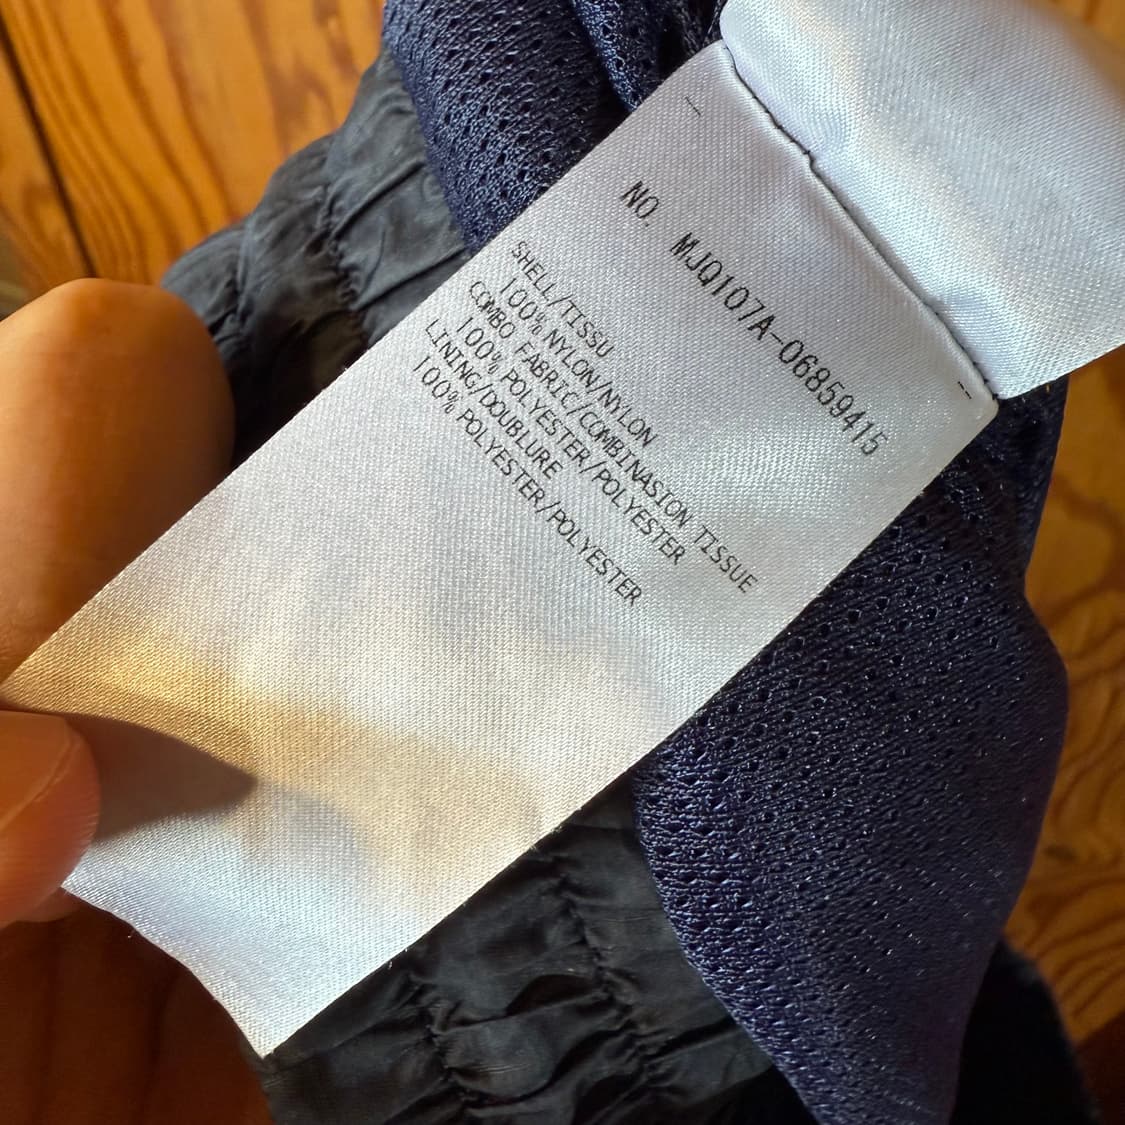 NO. MJQ107A-06859415
SHELL/TISSU
100% NYLON/NYLON
COMBO FABRIC/COMBINASION TISSUE
100% POLYESTER/POLYESTER
LINING/DOUBLURE
100% POLYESTER/POLYESTER